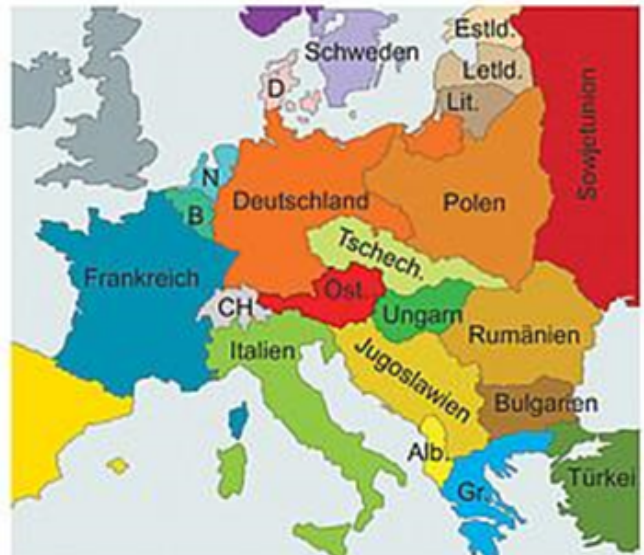 Estld.
Schweden
Letld.
D
Lit.
Sowjetunion
N
Deutschland
Polen
B
Tschech.
Frankreich
Öst.
CH
Ungarn
Rumänien
Italien
Jugoslawien
Bulgarien
Alb.
Türkei
Gr.